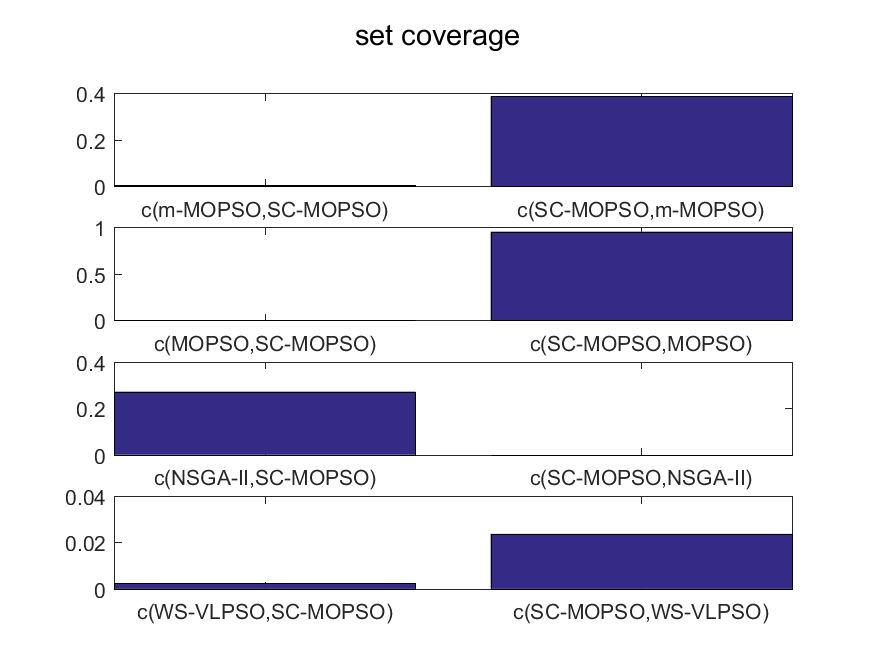 set coverage
0.4
0.2
0
c(m-MOPSO,SC-MOPSO) c(SC-MOPSO,m-MOPSO)
1
0.5
0
c(MOPSO,SC-MOPSO) c(SC-MOPSO,MOPSO)
0.4
0.2
0
c(NSGA-II,SC-MOPSO) c(SC-MOPSO,NSGA-II)
0.04
0.02
0
c(WS-VLPSO,SC-MOPSO) c(SC-MOPSO,WS-VLPSO)